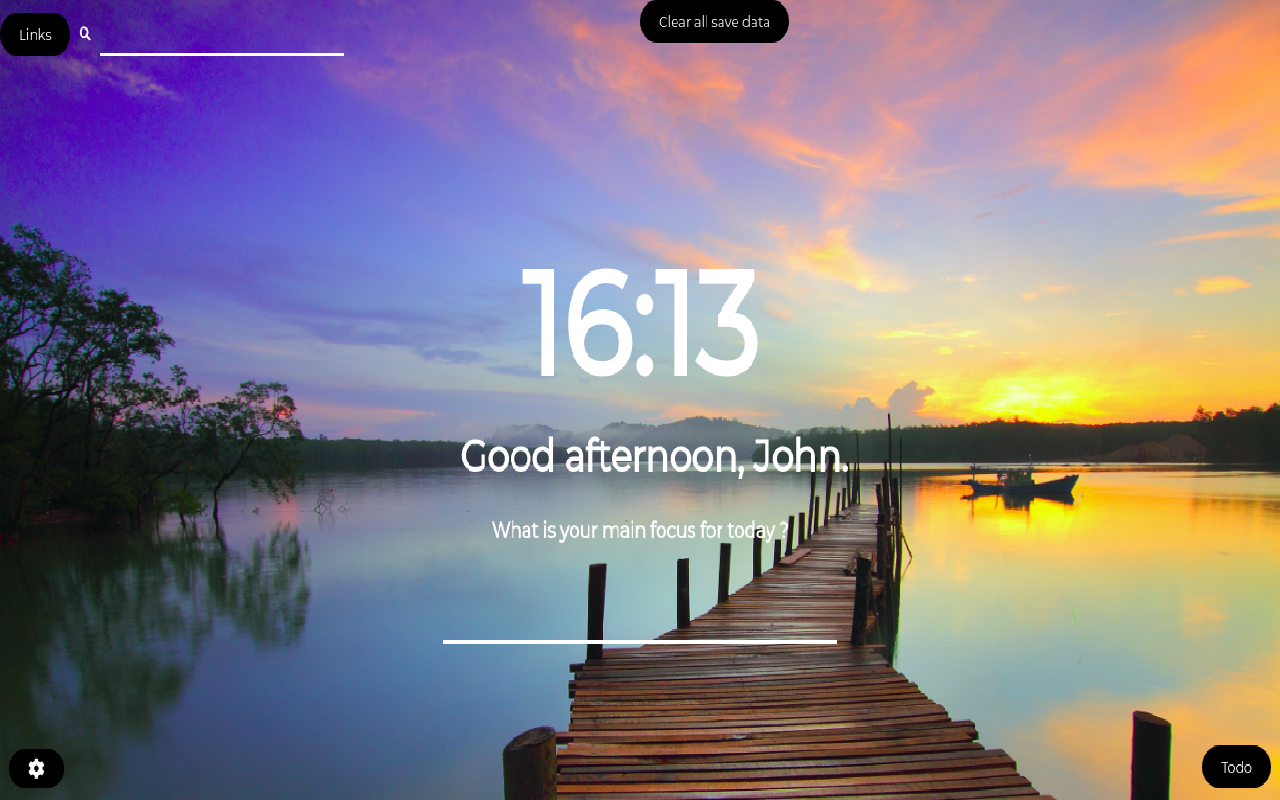 Links
Clear all save data
16:13
Good afternoon, John.
What is your main focus for today ?
Todo